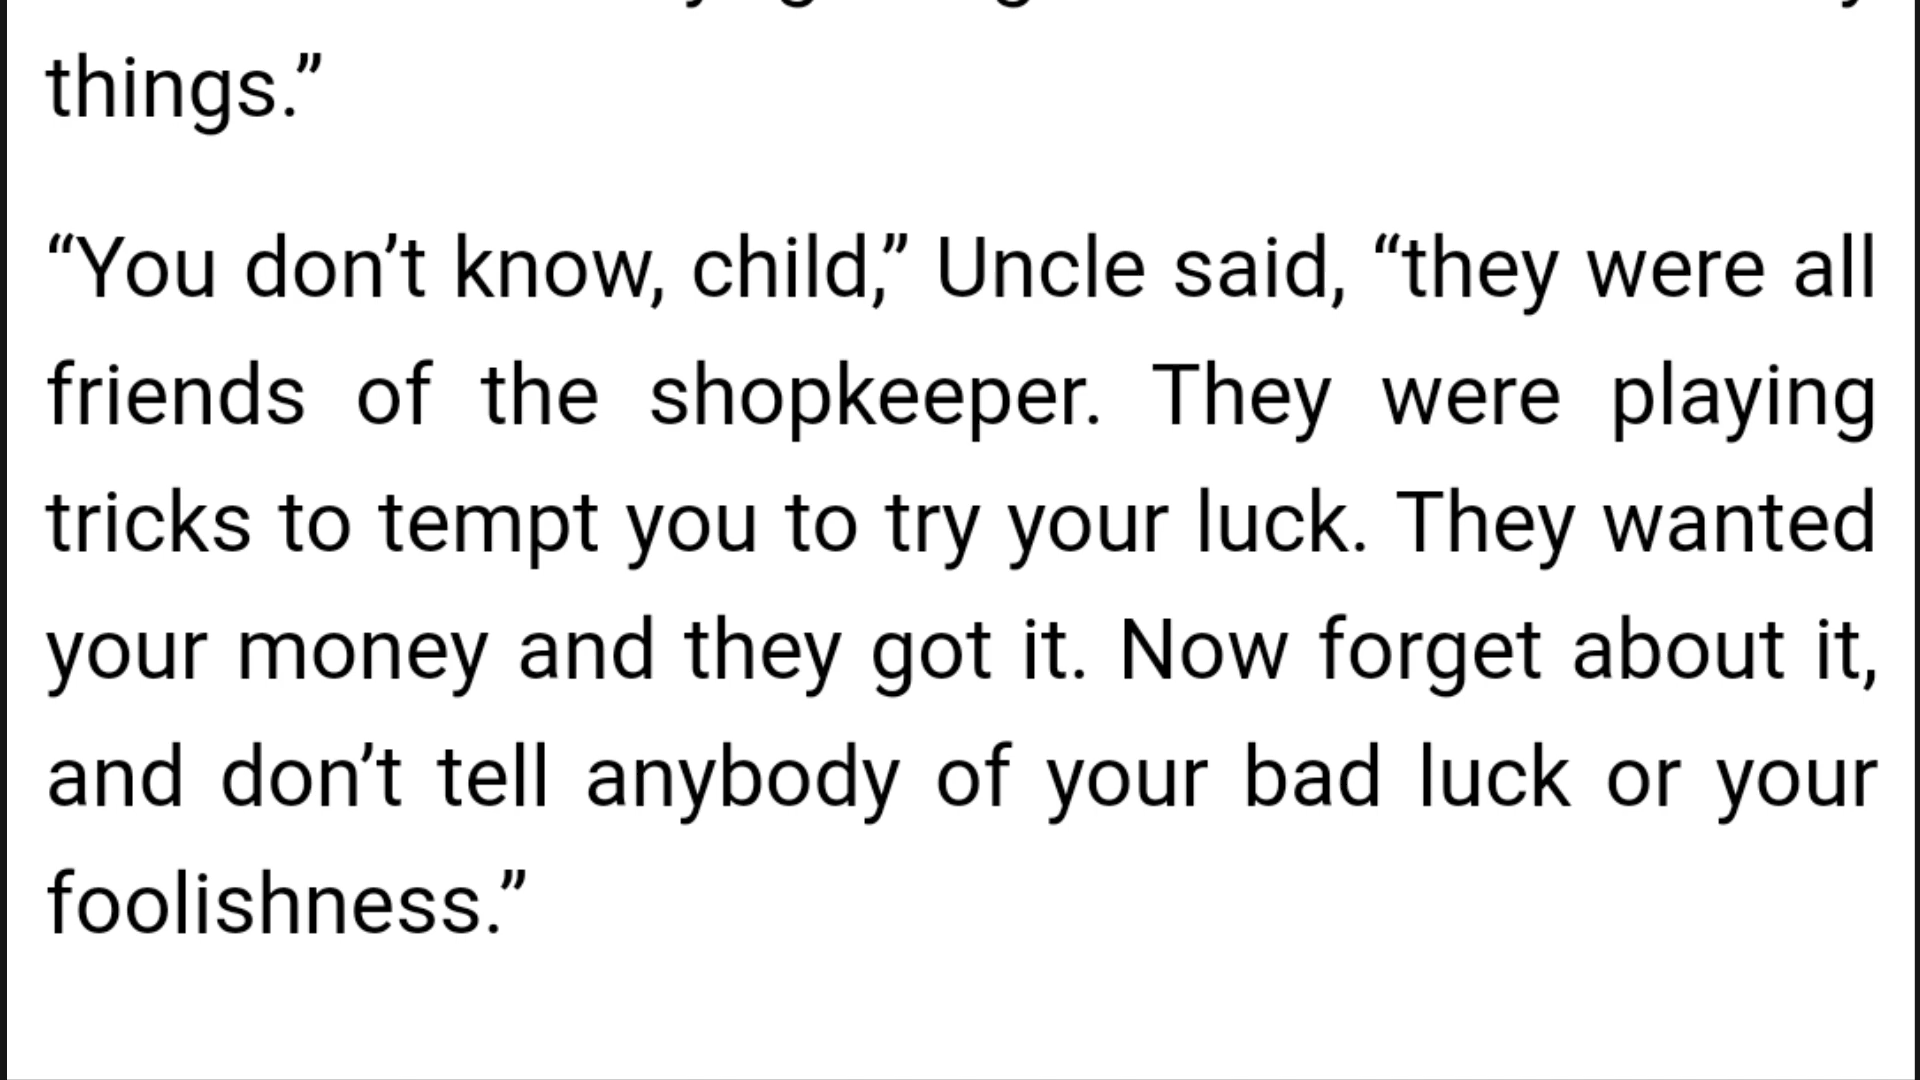 things.”
“You don’t know, child,” Uncle said, “they were all
friends of the shopkeeper. They were playing
tricks to tempt you to try your luck. They wanted
your money and they got it. Now forget about it,
and don’t tell anybody of your bad luck or your
foolishness.”